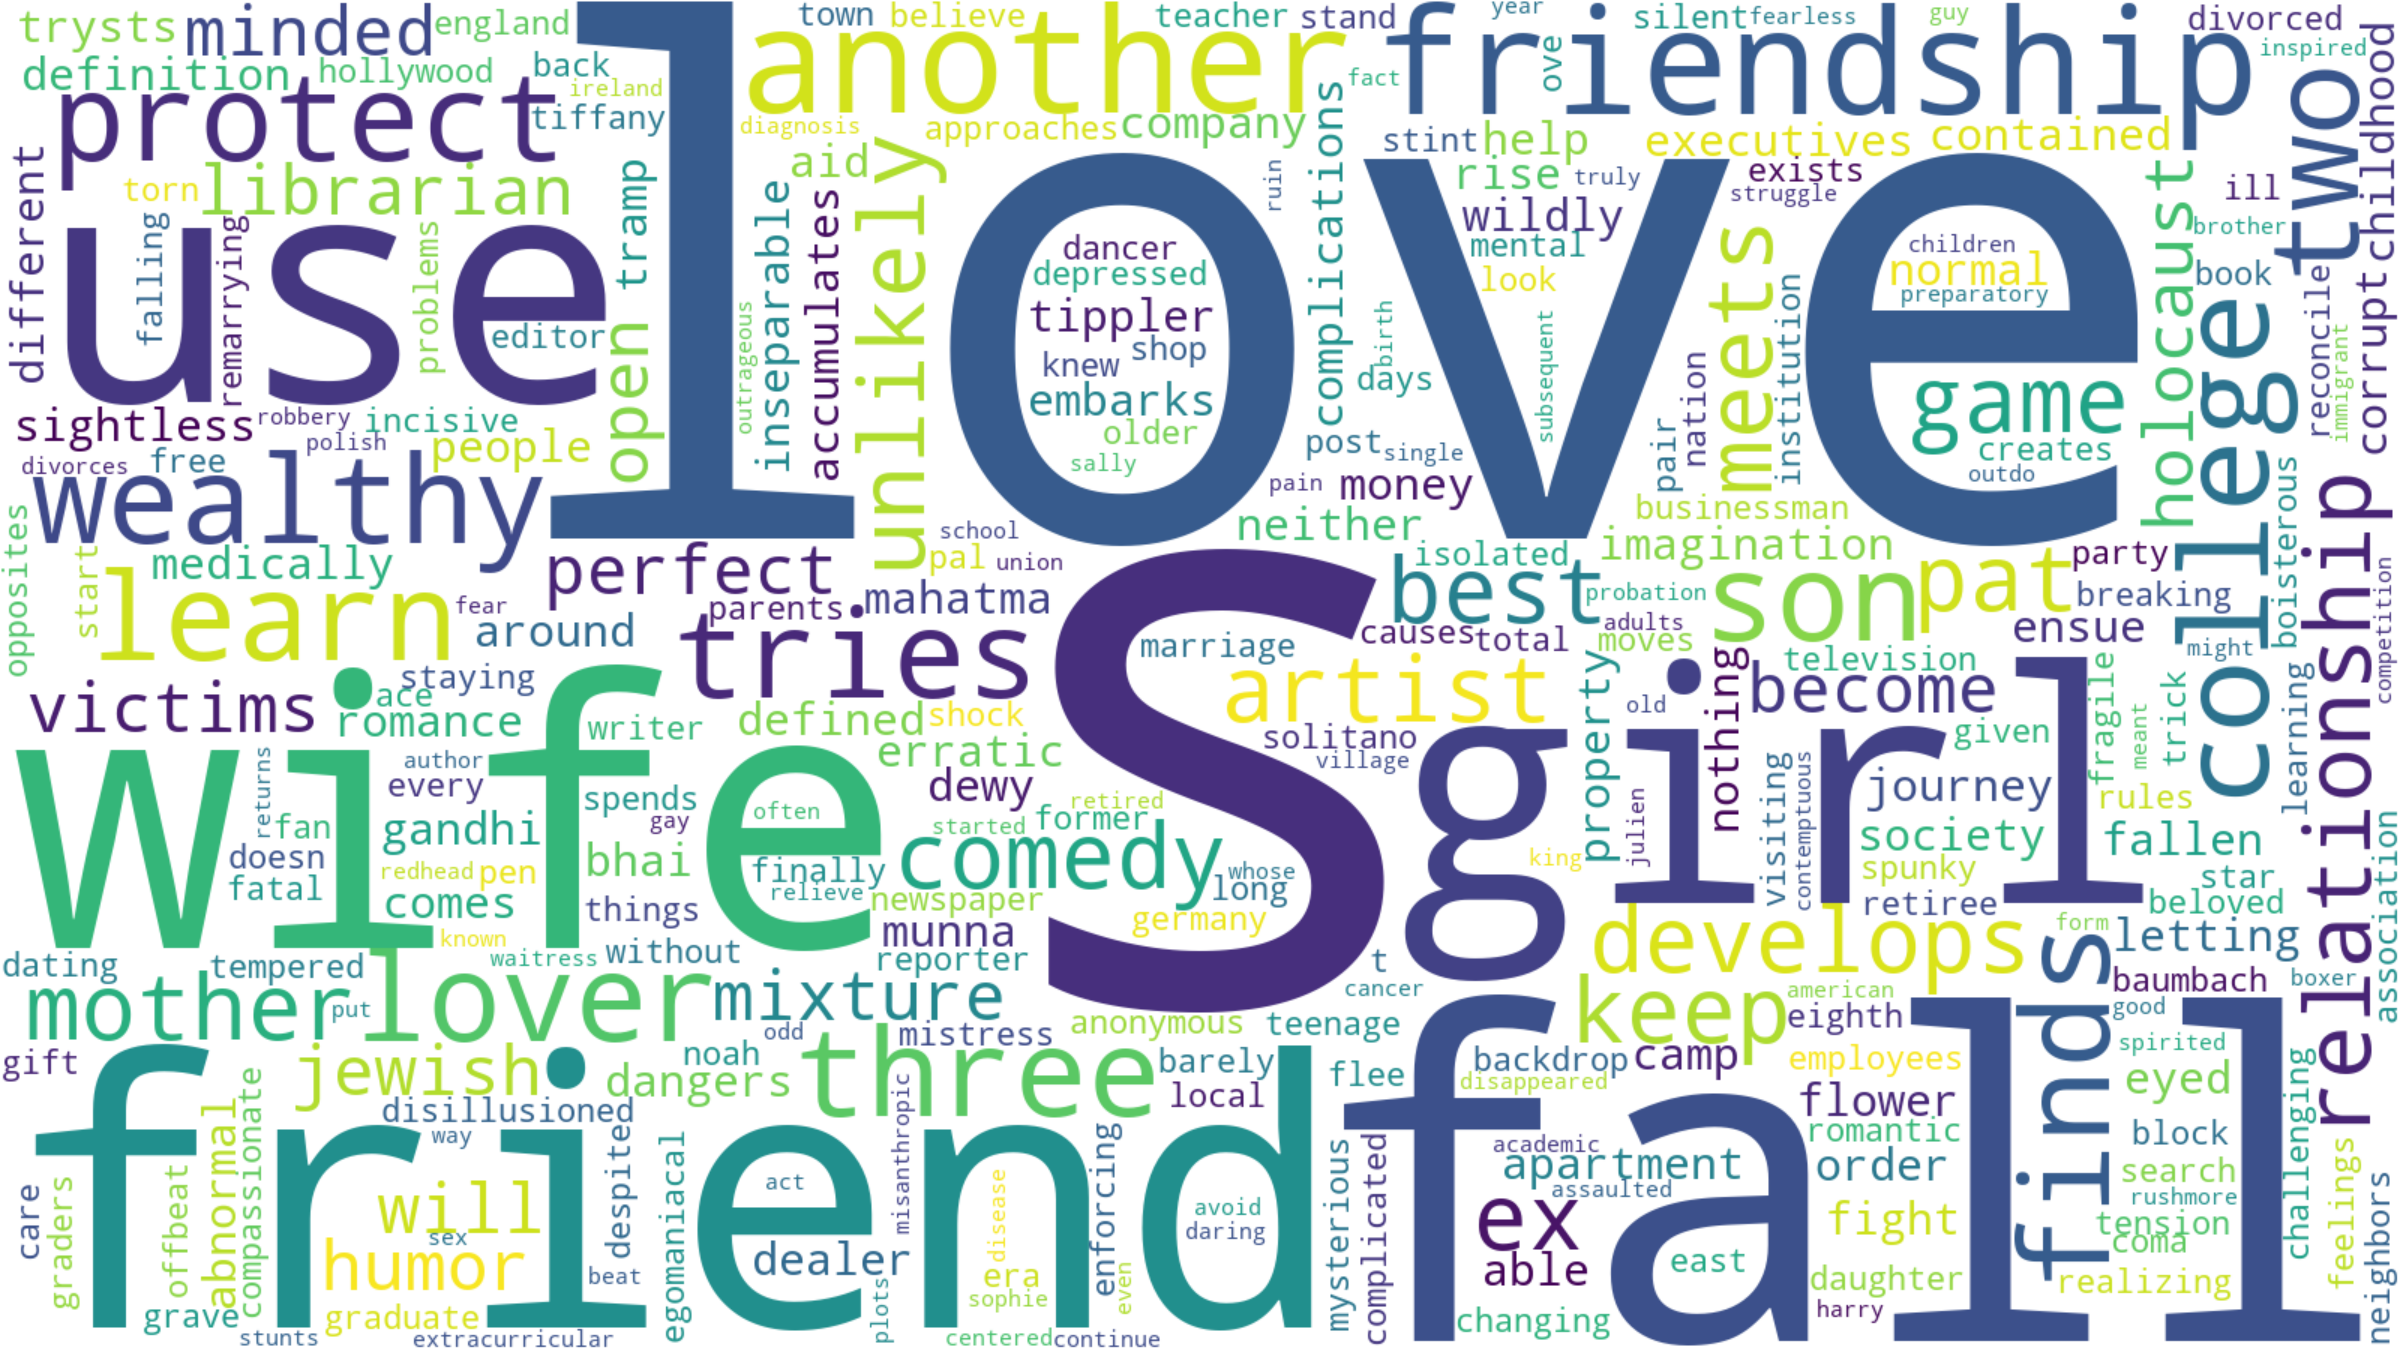 trysts
minded
england
town
believe
teacher
stand
year
silent
fearless
guy
divorced
definition
hollywood
back
another
friendship
inspired
ireland
fact
ove
protect
tiffany
diagnosis
approaches
company
stint
help
executives
contained
two
childhood
love
different
torn
librarian
tramp
aid
unlikely
complications
ruin
rise
truly
exists
struggle
holocaust
ill
brother
use
falling
remarrying
problems
editor
open
outrageous
inseparable
accumulates
dancer
depressed
tippler
knew
shop
embarks
older
sally
wildly
mental
look
birth
days
subsequent
meets
institution
children
normal
preparatory
game
creates
outdo
book
college
reconcile
immigrant
corrupt
sightless
robbery
incisive
polish
people
divorces
free
post
single
pair
nation
wealthy
pain
money
neither
businessman
boisterous
opposites
start
medically
perfect
school
pal
union
isolated
imagination
party
relationship
competition
learn
fear
parents
mahatma
best
probation
son
pat
breaking
around
tries
s
marriage
causes
total
adults
moves
ensue
might
staying
artist
property
television
victims
ace
romance
writer
defined
shock
solitano
village
girl
old
nothing
become
given
fragile
meant
trick
learning
wife
returns
author
every
erratic
dewy
journey
rules
spends
often
retired
former
started
julien
visiting
contemptuous
fan
gandhi
gay
comedy
society
fallen
association
doesn
redhead
pen
bhai
finally
relieve
whose
king
spunky
star
fatal
comes
things
newspaper
long
germany
retiree
beloved
known
munna
develops
form
letting
dating
tempered
waitress
without
reporter
t
finds
baumbach
boxer
mother
put
lover
mixture
cancer
keep
american
good
odd
mistress
anonymous
teenage
eighth
gift
jewish
noah
three
barely
backdrop
camp
employees
spirited
dangers
local
flee
disappeared
eyed
challenging
friend
fall
disillusioned
misanthropic
flower
care
graders
offbeat
abnormal
compassionate
way
despite
egomaniacal
enforcing
mysterious
complicated
academic
romantic
block
apartment
order
search
feelings
neighbors
will
act
disease
avoid
assaulted
rushmore
sex
daring
ex
fight
tension
humor
beat
dealer
era
even
able
east
coma
sophie
daughter
realizing
grave
graduate
plots
changing
harry
stunts
extracurricular
centered
continue